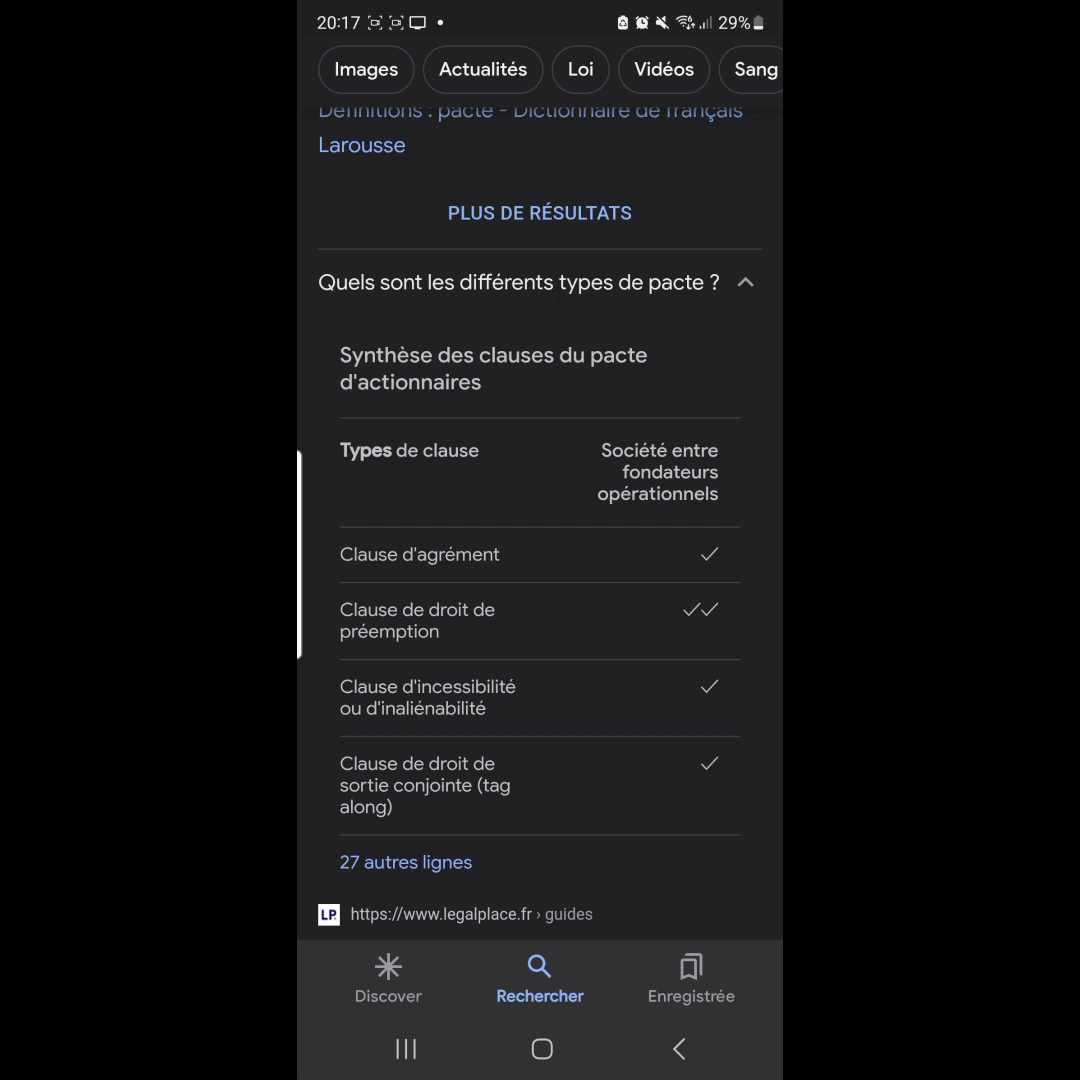 20:17
29%
Images
Actualités
Loi
Vidéos
Sang
Définitions : pacte - Dictionnaire de français
Larousse
PLUS DE RÉSULTATS
Quels sont les différents types de pacte ?
Synthèse des clauses du pacte
d'actionnaires
Types de clause
Société entre
fondateurs
opérationnels
Clause d'agrément
Clause de droit de
préemption
Clause d'incessibilité
ou d'inaliénabilité
Clause de droit de
sortie conjointe (tag
along)
27 autres lignes
LP
https://www.legalplace.fr › guides
Discover
Rechercher
Enregistrée